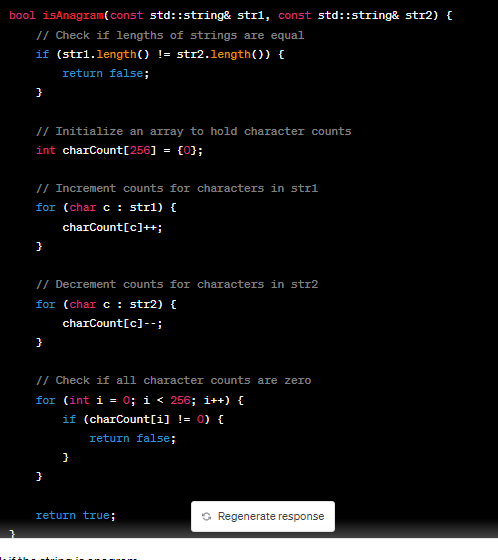 bool isAnagram(const std::string& str1, const std::string& str2) {
    // Check if lengths of strings are equal
    if (str1.length() != str2.length()) {
        return false;
    }

    // Initialize an array to hold character counts
    int charCount[256] = {0};

    // Increment counts for characters in str1
    for (char c : str1) {
        charCount[c]++;
    }

    // Decrement counts for characters in str2
    for (char c : str2) {
        charCount[c]--;
    }

    // Check if all character counts are zero
    for (int i = 0; i < 256; i++) {
        if (charCount[i] != 0) {
            return false;
        }
    }

    return true;
Regenerate response
}
if the string is anagram